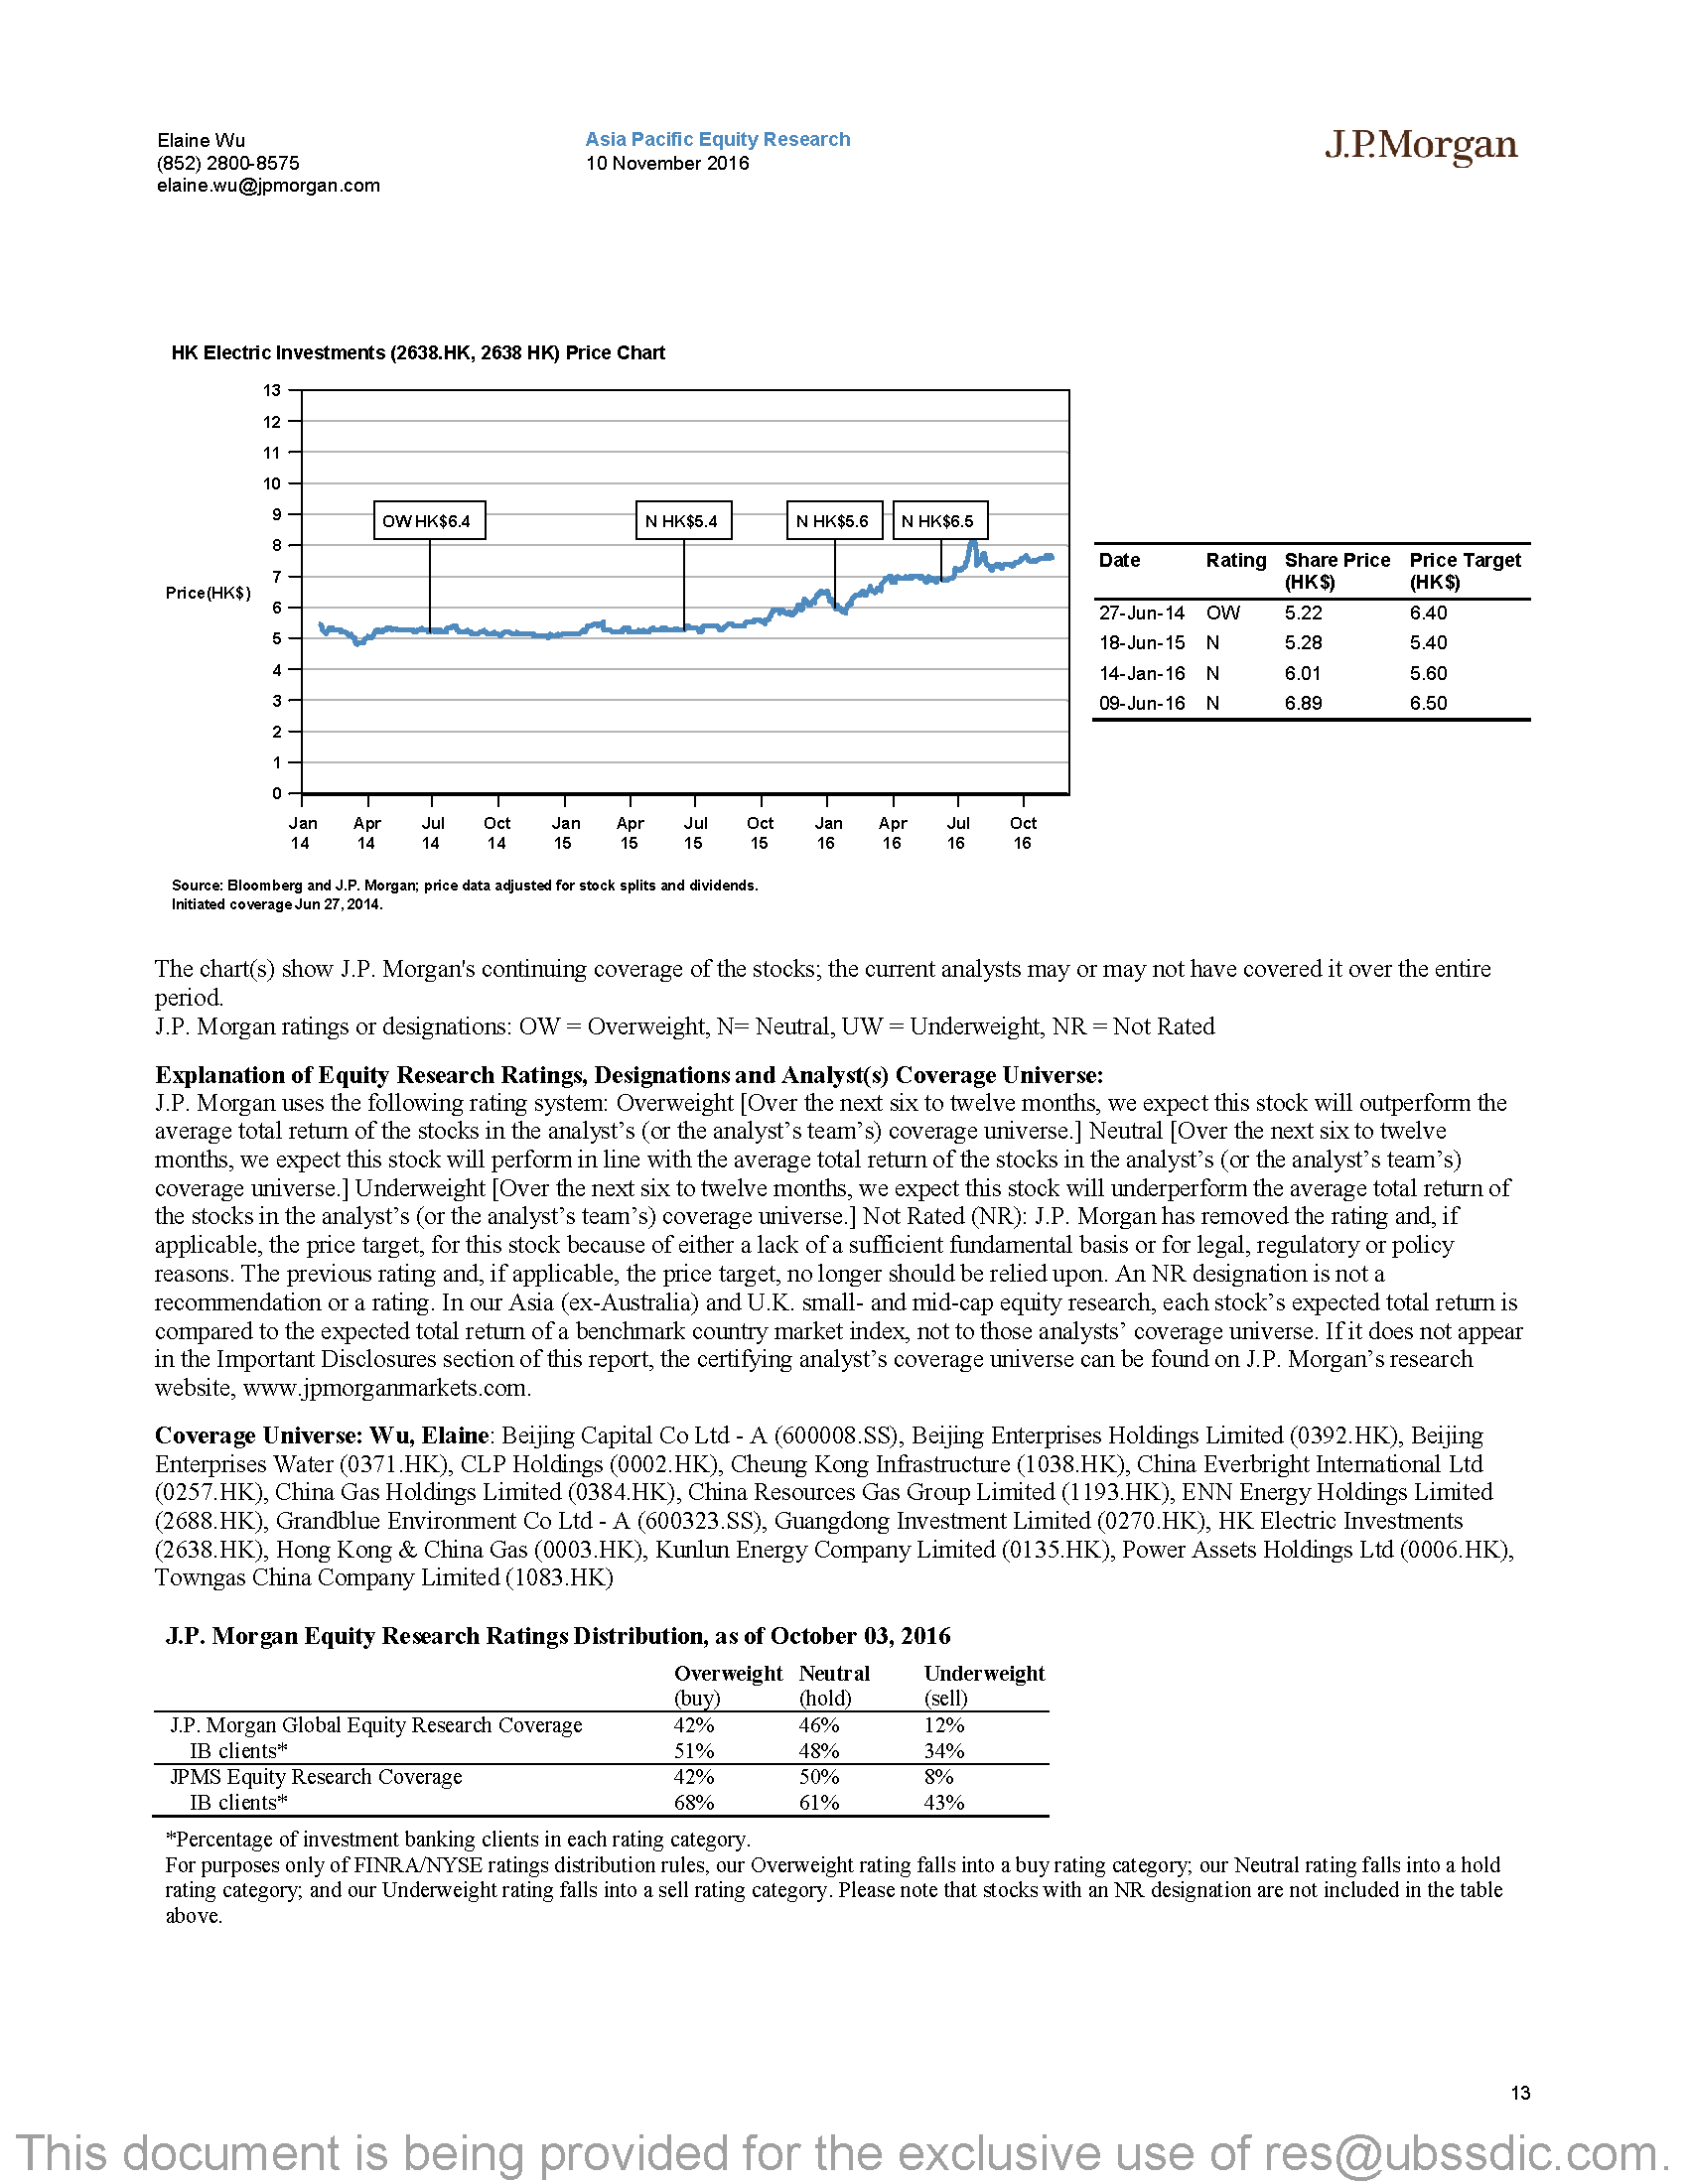 Elaine Wu
(852) 2800-8575
elaine.wu@jpmorgan.com
Asia Pacific Equity Research
10 November 2016
J.P.Morgan
HK Electric Investments (2638.HK, 2638 HK) Price Chart
13
12
11
10
9
8
7
6
5
4
3
2
1
0
Price(HK$)
OW HK$6.4
N HK$5.4
N HK$5.6
N HK$6.5
Jan Apr Jul Oct Jan Apr Jul Oct Jan Apr Jul Oct
14 14 14 14 15 15 15 15 16 16 16 16
Date Rating Share Price Price Target
(HK$) (HK$)
27-Jun-14 OW 5.22 6.40
18-Jun-15 N 5.28 5.40
14-Jan-16 N 6.01 5.60
09-Jun-16 N 6.89 6.50
Source: Bloomberg and J.P. Morgan; price data adjusted for stock splits and dividends.
Initiated coverage Jun 27, 2014.
The chart(s) show J.P. Morgan's continuing coverage of the stocks; the current analysts may or may not have covered it over the entire
period.
J.P. Morgan ratings or designations: OW = Overweight, N= Neutral, UW = Underweight, NR = Not Rated
Explanation of Equity Research Ratings, Designations and Analyst(s) Coverage Universe:
J.P. Morgan uses the following rating system: Overweight [Over the next six to twelve months, we expect this stock will outperform the
average total return of the stocks in the analyst’s (or the analyst’s team’s) coverage universe.] Neutral [Over the next six to twelve
months, we expect this stock will perform in line with the average total return of the stocks in the analyst’s (or the analyst’s team’s)
coverage universe.] Underweight [Over the next six to twelve months, we expect this stock will underperform the average total return of
the stocks in the analyst’s (or the analyst’s team’s) coverage universe.] Not Rated (NR): J.P. Morgan has removed the rating and, if
applicable, the price target, for this stock because of either a lack of a sufficient fundamental basis or for legal, regulatory or policy
reasons. The previous rating and, if applicable, the price target, no longer should be relied upon. An NR designation is not a
recommendation or a rating. In our Asia (ex-Australia) and U.K. small- and mid-cap equity research, each stock’s expected total return is
compared to the expected total return of a benchmark country market index, not to those analysts’ coverage universe. If it does not appear
in the Important Disclosures section of this report, the certifying analyst’s coverage universe can be found on J.P. Morgan’s research
website, www.jpmorganmarkets.com.
Coverage Universe: Wu, Elaine: Beijing Capital Co Ltd - A (600008.SS), Beijing Enterprises Holdings Limited (0392.HK), Beijing
Enterprises Water (0371.HK), CLP Holdings (0002.HK), Cheung Kong Infrastructure (1038.HK), China Everbright International Ltd
(0257.HK), China Gas Holdings Limited (0384.HK), China Resources Gas Group Limited (1193.HK), ENN Energy Holdings Limited
(2688.HK), Grandblue Environment Co Ltd - A (600323.SS), Guangdong Investment Limited (0270.HK), HK Electric Investments
(2638.HK), Hong Kong & China Gas (0003.HK), Kunlun Energy Company Limited (0135.HK), Power Assets Holdings Ltd (0006.HK),
Towngas China Company Limited (1083.HK)
J.P. Morgan Equity Research Ratings Distribution, as of October 03, 2016
Overweight Neutral Underweight
(buy) (hold) (sell)
J.P. Morgan Global Equity Research Coverage 42% 46% 12%
IB clients* 51% 48% 34%
JPMS Equity Research Coverage 42% 50% 8%
IB clients* 68% 61% 43%
*Percentage of investment banking clients in each rating category.
For purposes only of FINRA/NYSE ratings distribution rules, our Overweight rating falls into a buy rating category; our Neutral rating falls into a hold
rating category; and our Underweight rating falls into a sell rating category. Please note that stocks with an NR designation are not included in the table
above.
13
This document is being provided for the exclusive use of res@ubssdic.com.